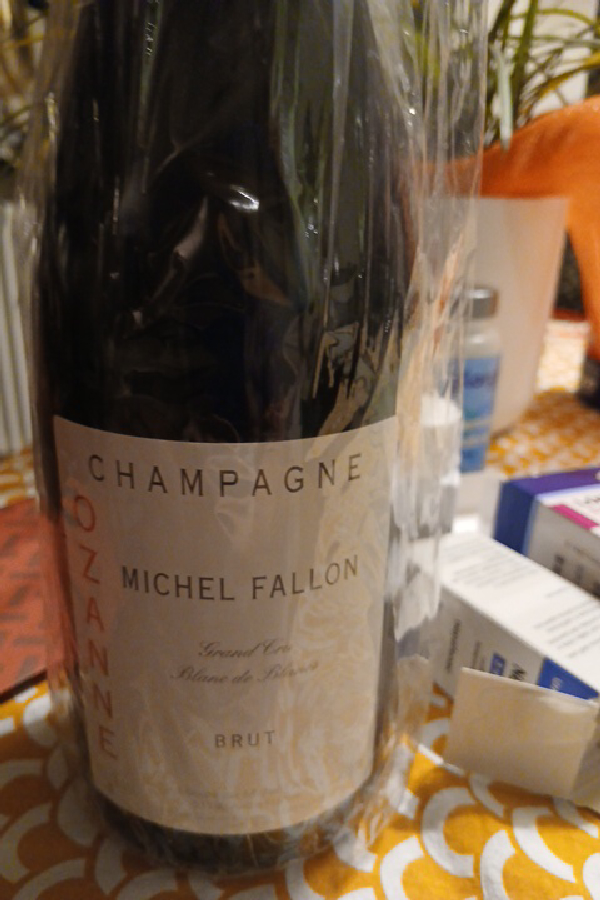 CHAMPAGNE
OZANNE
MICHEL FALLON
Grand Cru
Blanc de Blancs
BRUT